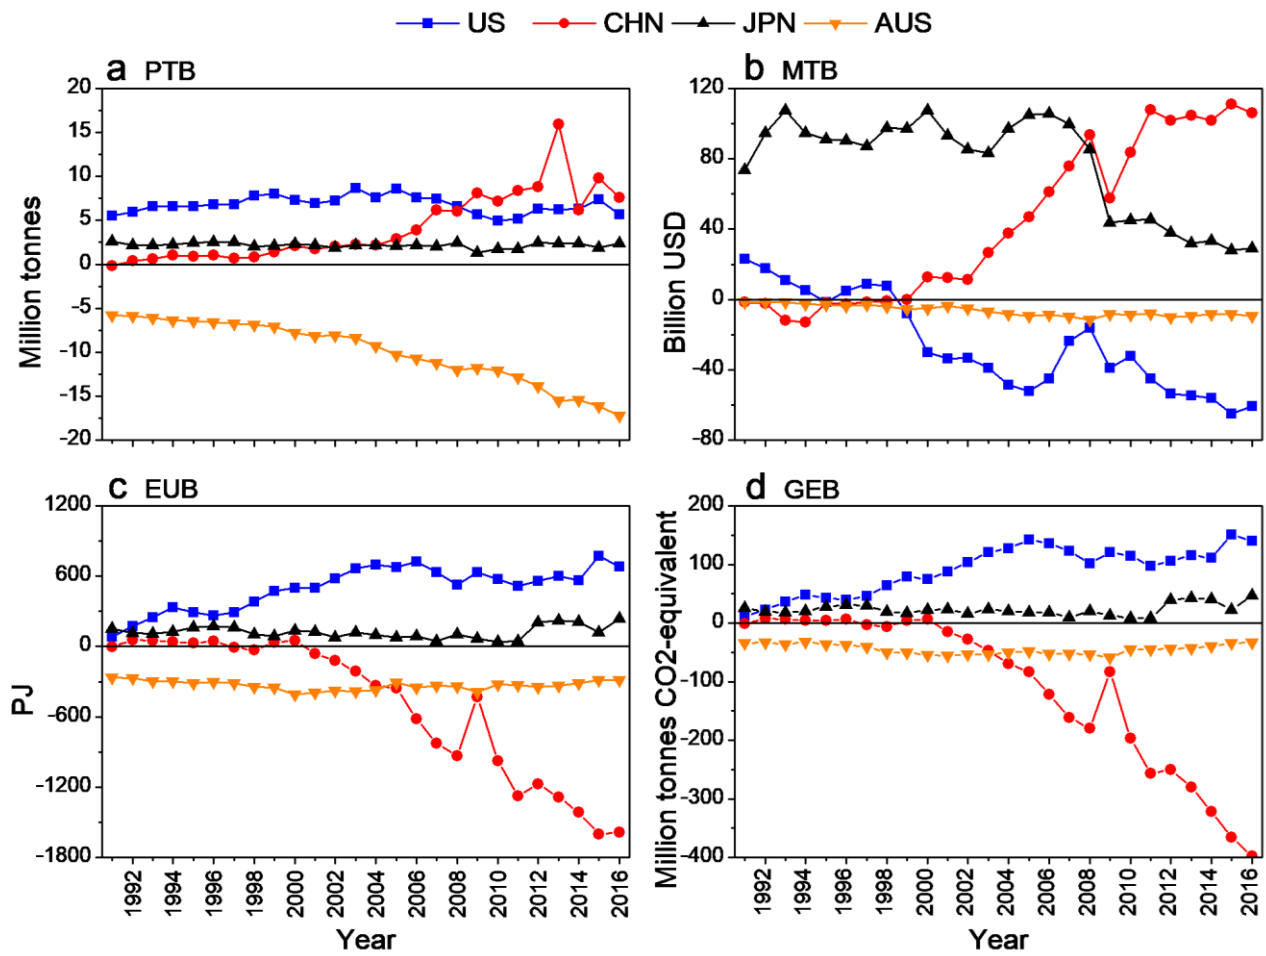 US CHN JPN AUS
a PTB
20
15
10
5
0
-5
-10
-15
-20
Million tonnes
b MTB
120
80
40
0
-40
-80
Billion USD
c EUB
1200
600
0
-600
-1200
-1800
PJ
1992 1994 1996 1998 2000 2002 2004 2006 2008 2010 2012 2014 2016
Year
d GEB
200
100
0
-100
-200
-300
-400
Million tonnes CO2-equivalent
1992 1994 1996 1998 2000 2002 2004 2006 2008 2010 2012 2014 2016
Year